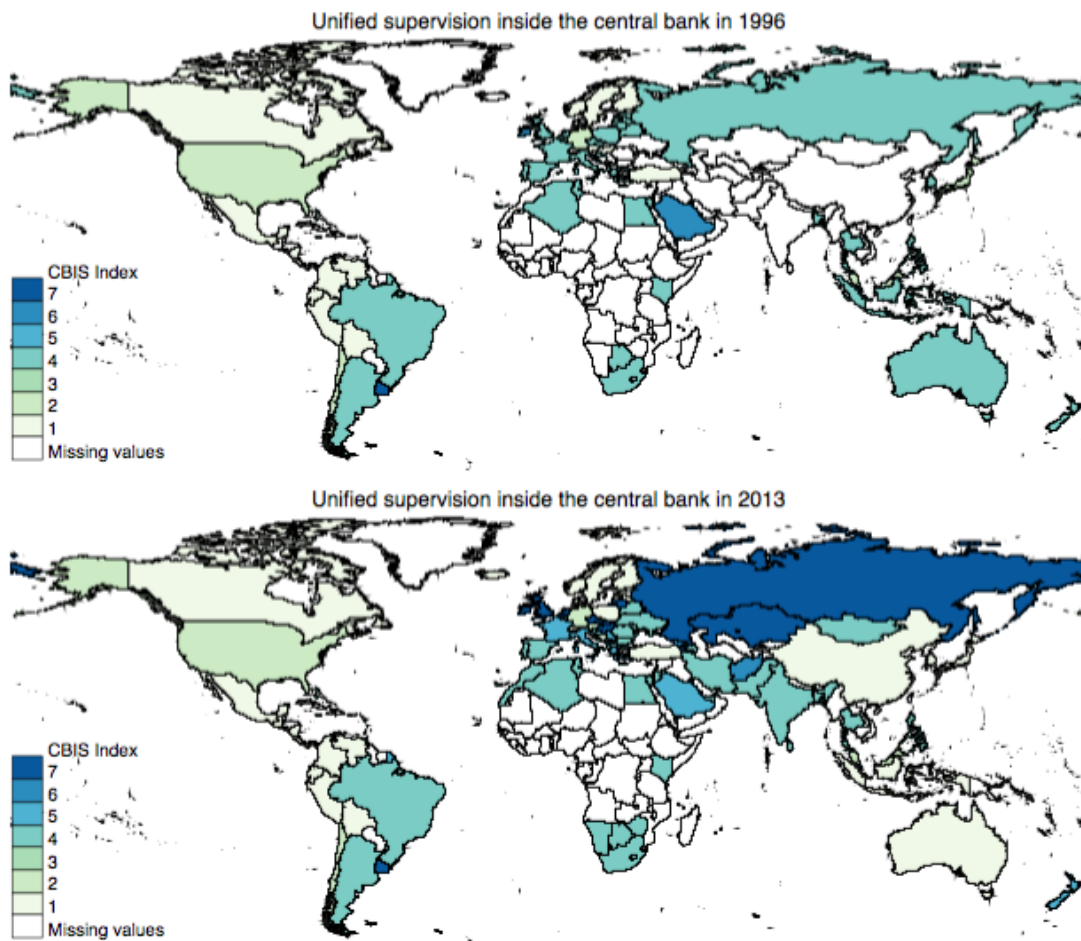 Unified supervision inside the central bank in 1996
CBIS Index
7
6
5
4
3
2
1
Missing values
Unified supervision inside the central bank in 2013
CBIS Index
7
6
5
4
3
2
1
Missing values